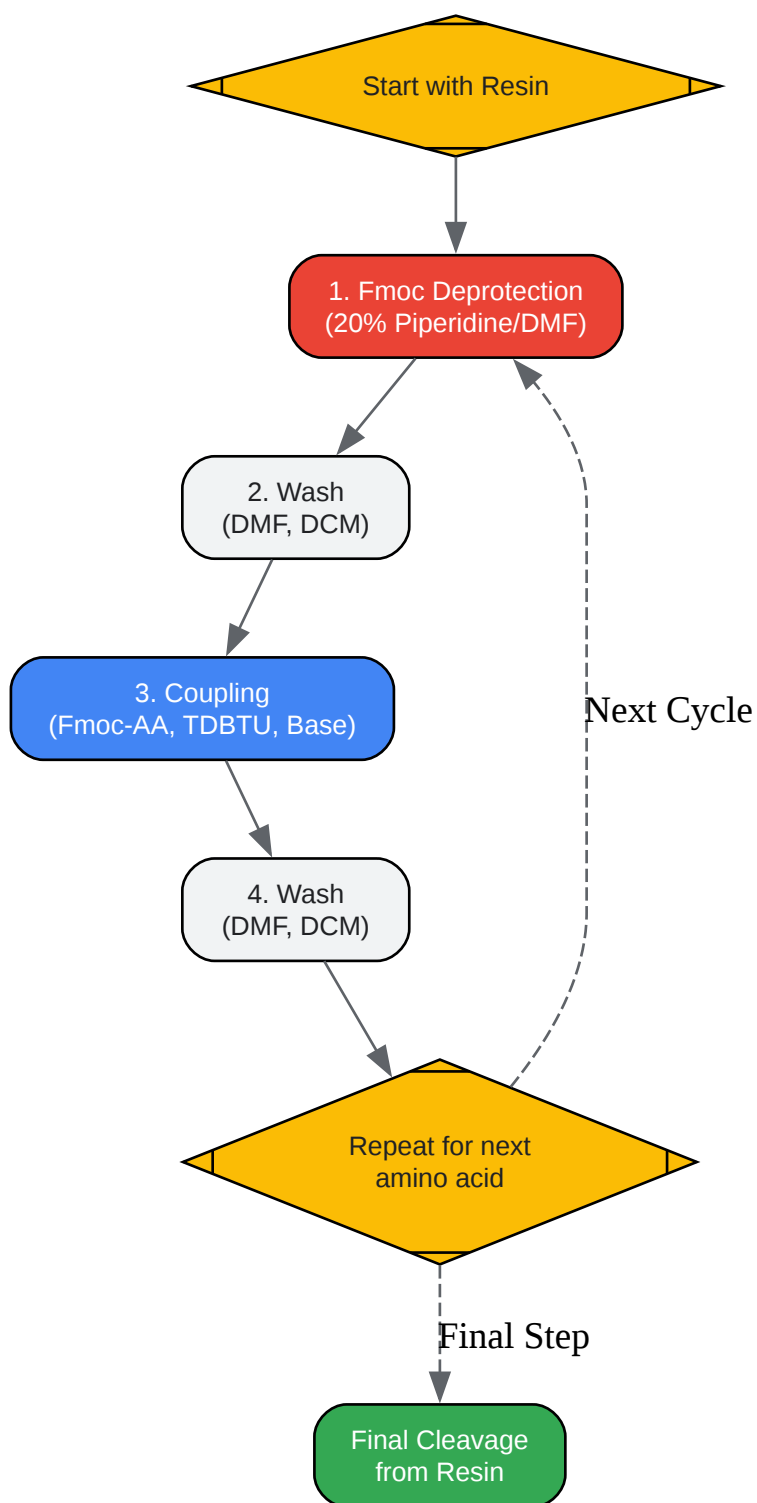 Start with Resin
1. Fmoc Deprotection
(20% Piperidine/DMF)
2. Wash
(DMF, DCM)
3. Coupling
(Fmoc-AA, TDBTU, Base)
Next Cycle
4. Wash
(DMF, DCM)
Repeat for next
amino acid
Final Step
Final Cleavage
from Resin